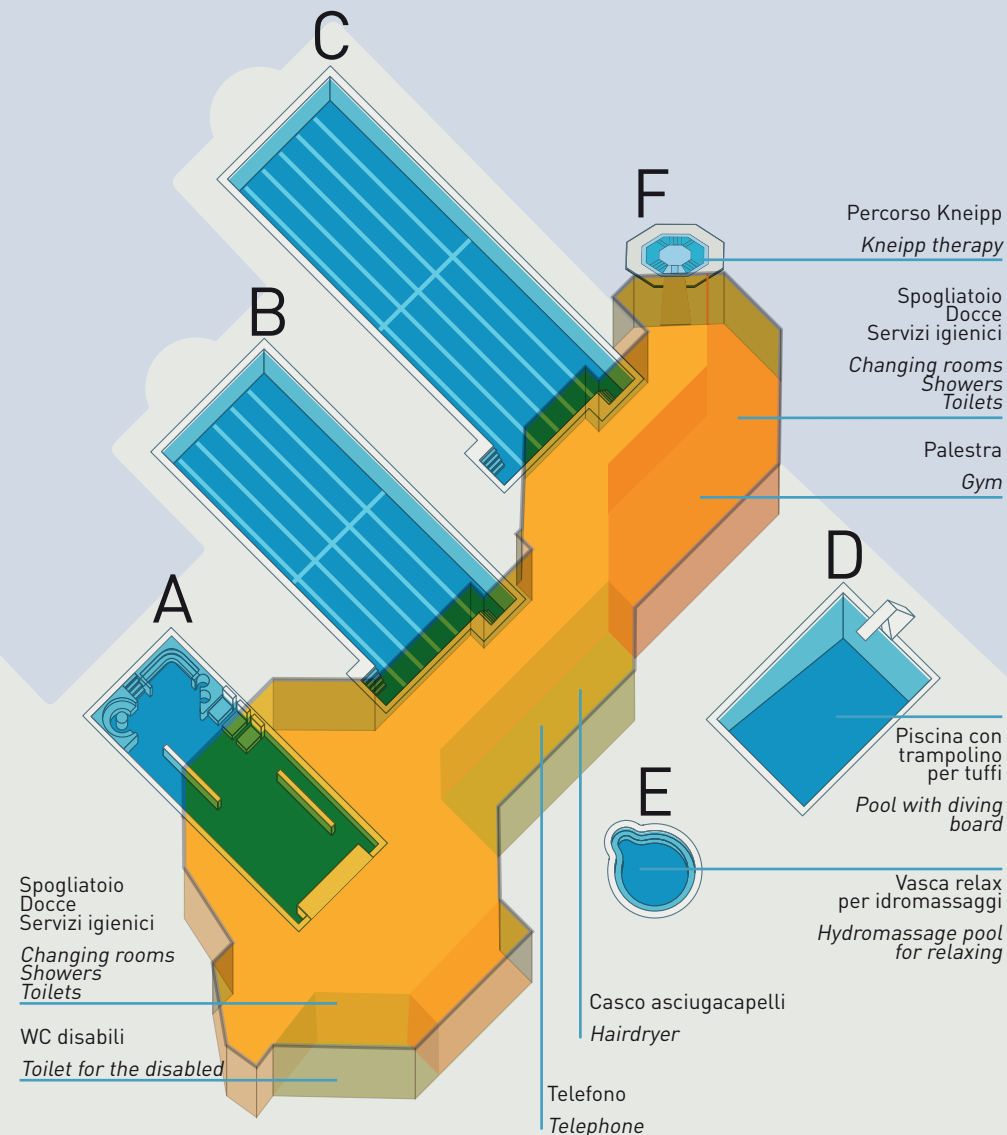 C
F
Percorso Kneipp
Kneipp therapy
B
Spogliatoio
Docce
Servizi igienici
Changing rooms
Showers
Toilets
Palestra
Gym
A
D
Piscina con
trampolino
per tuffi
Pool with diving
board
E
Vasca relax
per idromassaggi
Hydromassage pool
for relaxing
Spogliatoio
Docce
Servizi igienici
Changing rooms
Showers
Toilets
WC disabili
Toilet for the disabled
Casco asciugacapelli
Hairdryer
Telefono
Telephone